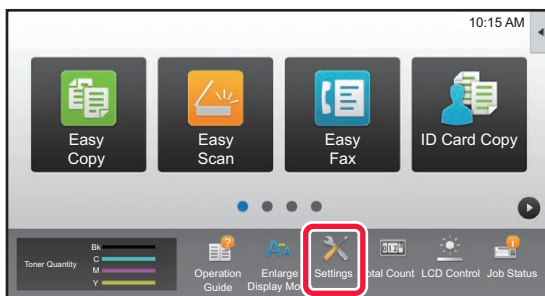 10:15 AM
Easy
Copy
Easy
Scan
Easy
Fax
ID Card Copy
Toner Quantity
Bk
C
M
Y
Operation
Guide
Enlarge
Display Mo
Settings
otal Count
LCD Control
Job Status